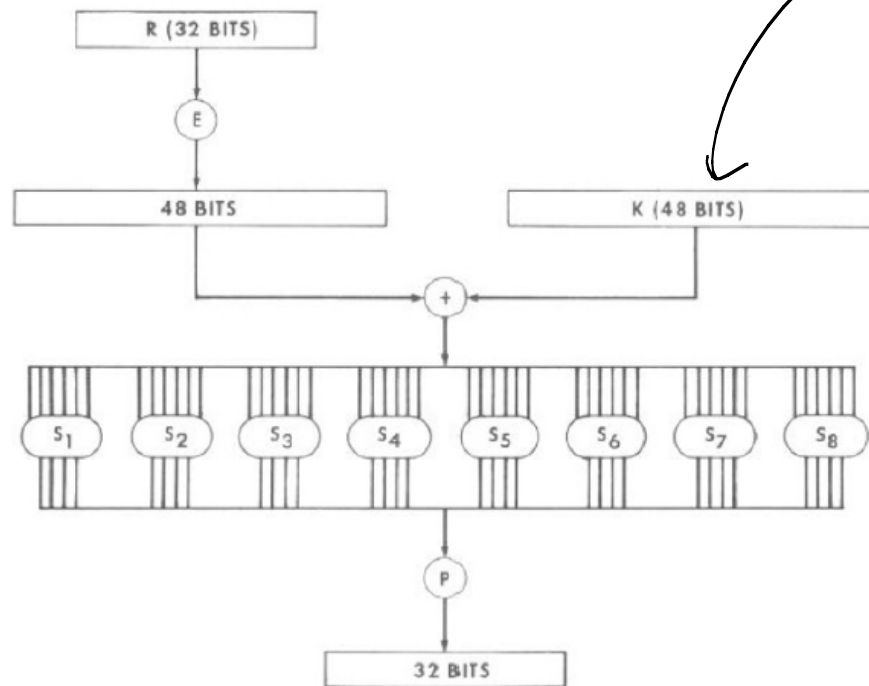 R (32 BITS)
E
48 BITS
K (48 BITS)
+
S1 S2 S3 S4 S5 S6 S7 S8
P
32 BITS